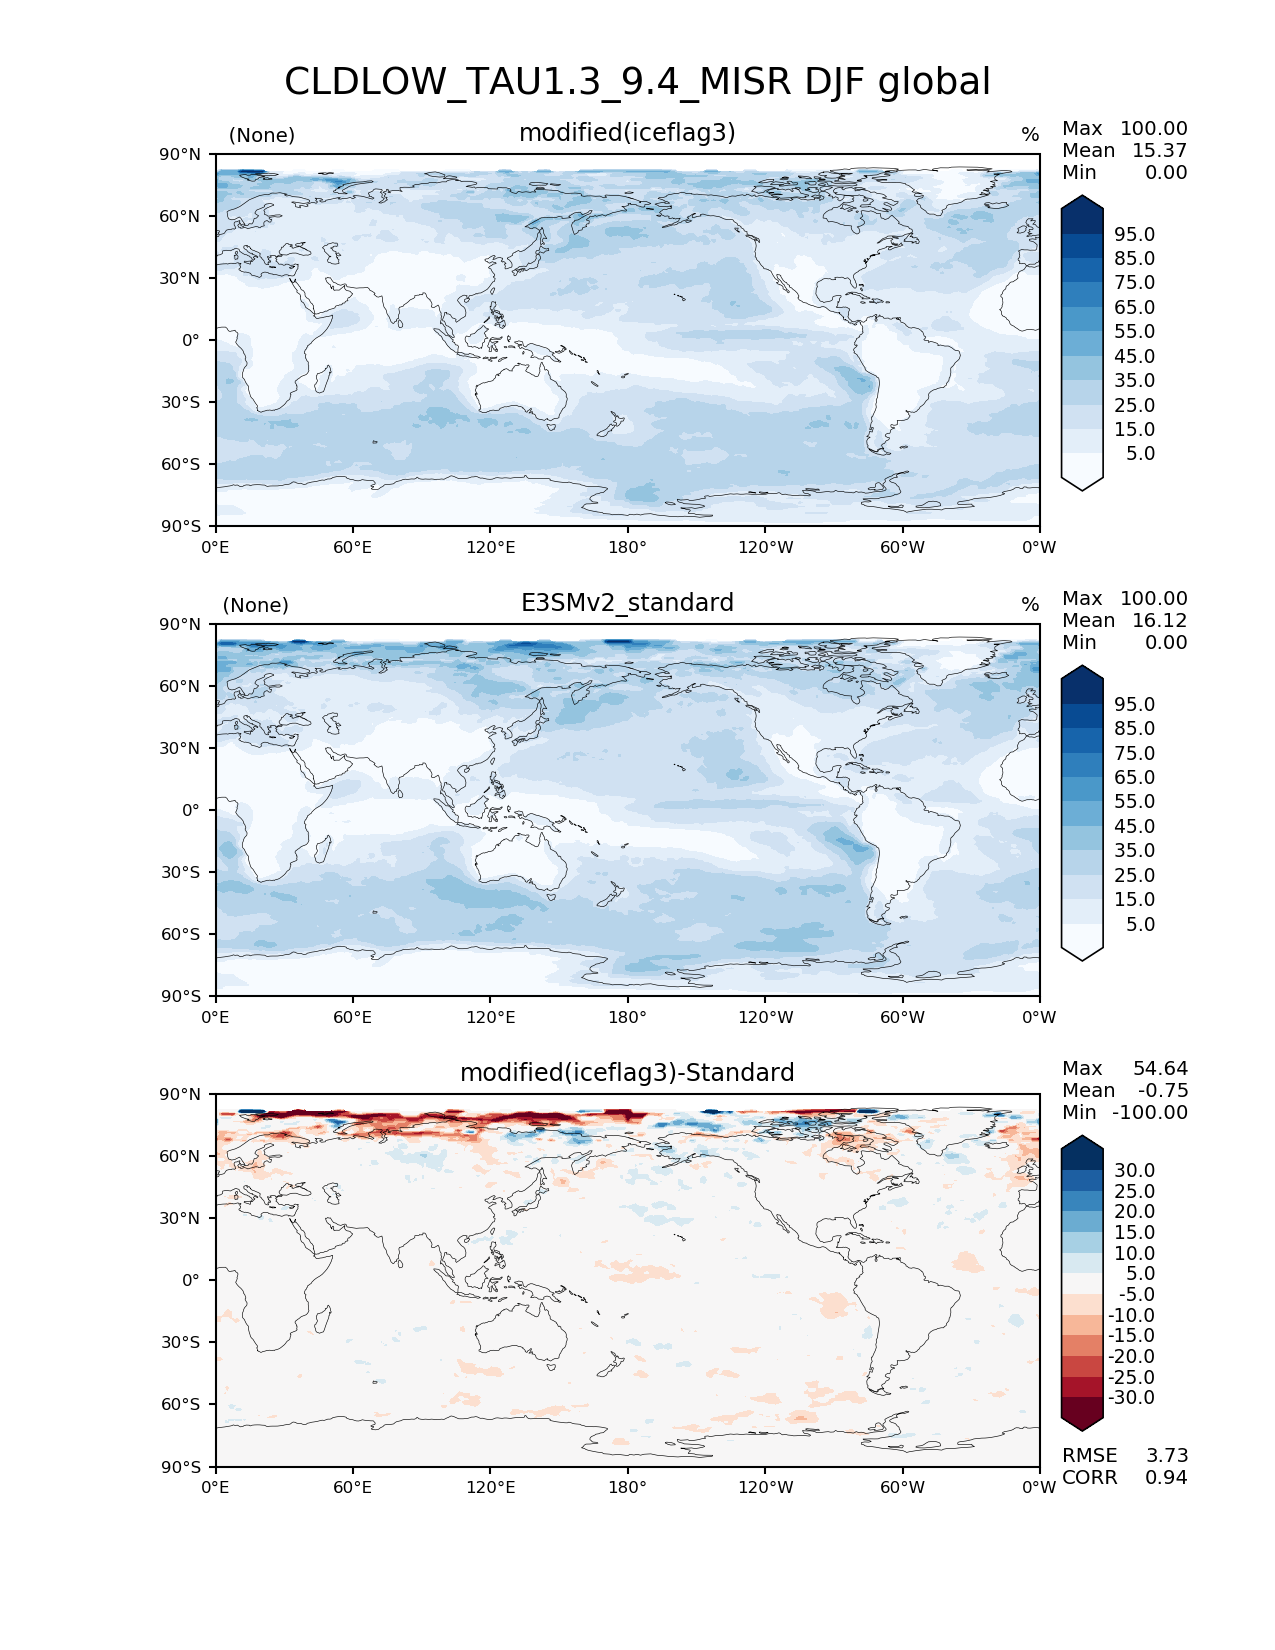 CLDLOW_TAU1.3_9.4_MISR DJF global
(None) modified(iceflag3) %
Max 100.00
Mean 15.37
Min 0.00
90°N
60°N
30°N
0°
30°S
60°S
90°S
0°E 60°E 120°E 180° 120°W 60°W 0°W
95.0
85.0
75.0
65.0
55.0
45.0
35.0
25.0
15.0
5.0
(None) E3SMv2_standard %
Max 100.00
Mean 16.12
Min 0.00
90°N
60°N
30°N
0°
30°S
60°S
90°S
0°E 60°E 120°E 180° 120°W 60°W 0°W
95.0
85.0
75.0
65.0
55.0
45.0
35.0
25.0
15.0
5.0
modified(iceflag3)-Standard
Max 54.64
Mean -0.75
Min -100.00
90°N
60°N
30°N
0°
30°S
60°S
90°S
0°E 60°E 120°E 180° 120°W 60°W 0°W
30.0
25.0
20.0
15.0
10.0
5.0
-5.0
-10.0
-15.0
-20.0
-25.0
-30.0
RMSE 3.73
CORR 0.94